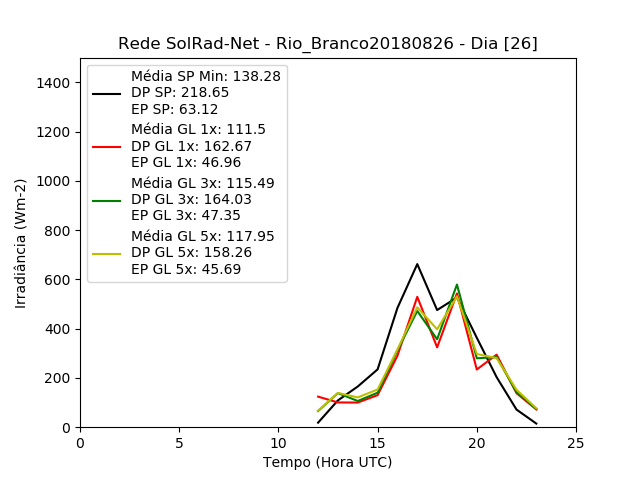 Rede SolRad-Net - Rio_Branco20180826 - Dia [26]
Média SP Min: 138.28
DP SP: 218.65
EP SP: 63.12
Média GL 1x: 111.5
DP GL 1x: 162.67
EP GL 1x: 46.96
Média GL 3x: 115.49
DP GL 3x: 164.03
EP GL 3x: 47.35
Média GL 5x: 117.95
DP GL 5x: 158.26
EP GL 5x: 45.69
Irradiância (Wm-2)
1400
1200
1000
800
600
400
200
0
0 5 10 15 20 25
Tempo (Hora UTC)